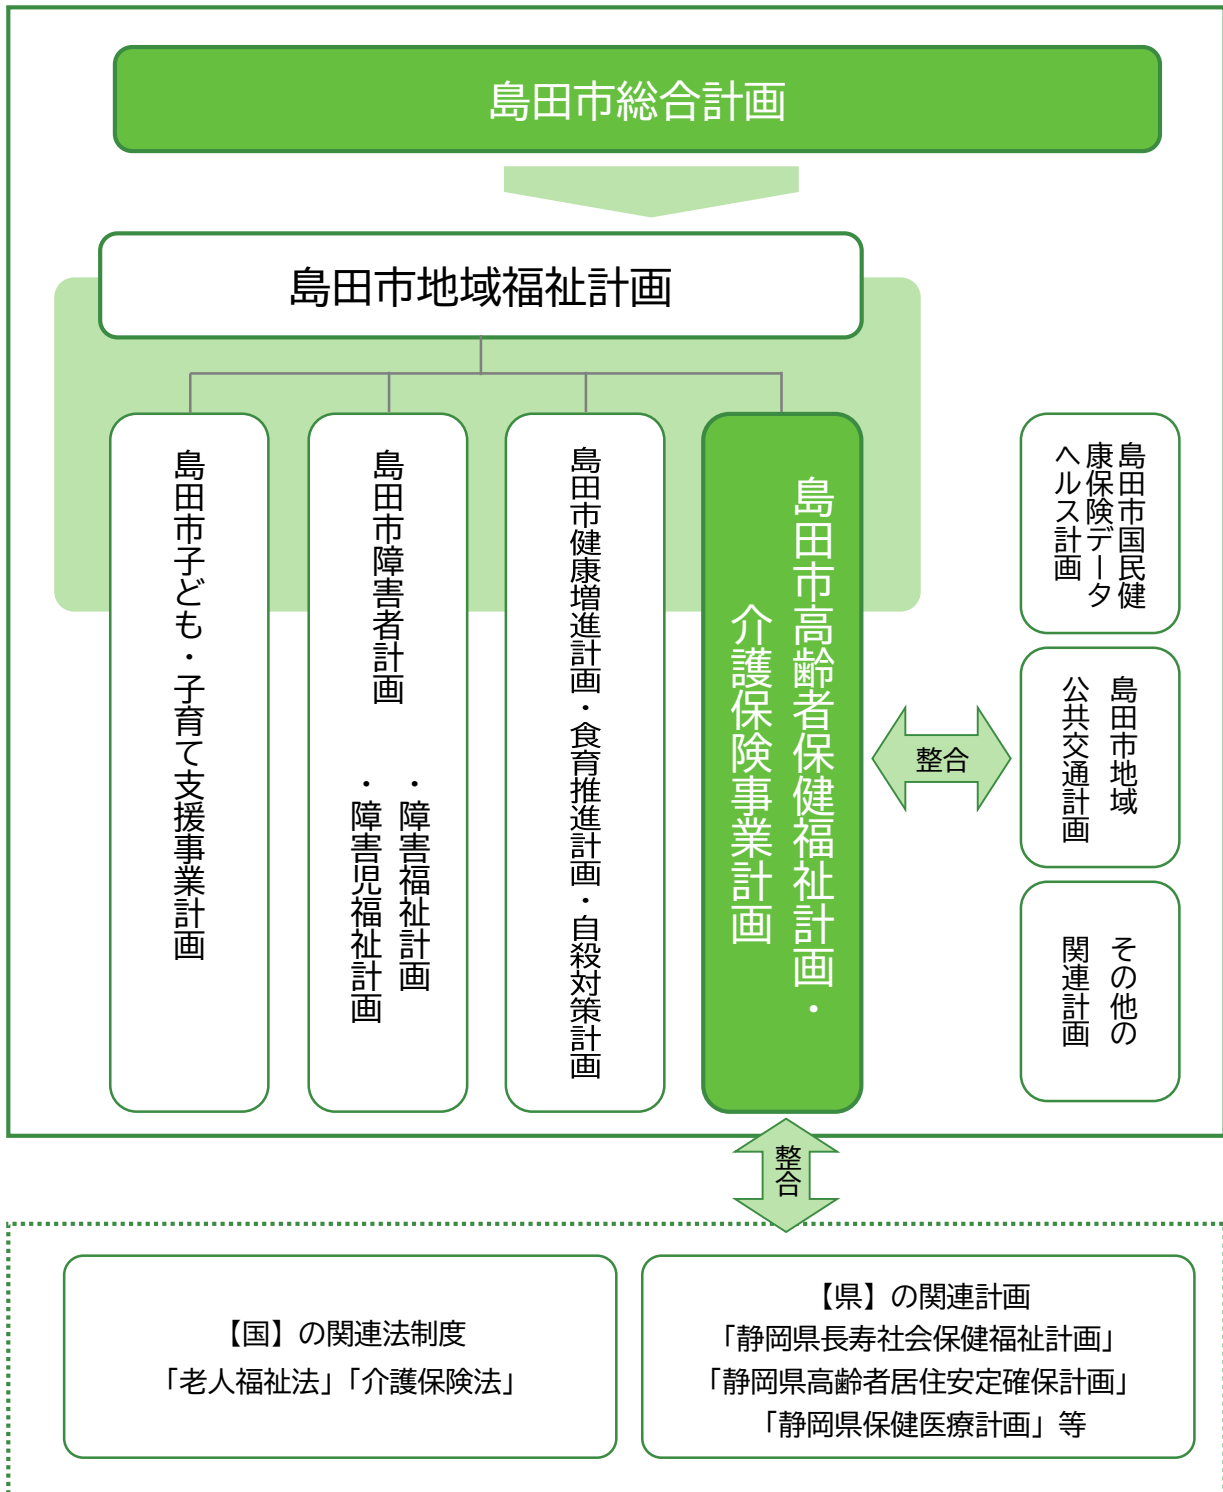 島田市総合計画
島田市地域福祉計画
島田市子ども・子育て支援事業計画
島田市障害者計画
・障害福祉計画
・障害児福祉計画
島田市健康増進計画・食育推進計画・自殺対策計画
島田市高齢者保健福祉計画・
介護保険事業計画
整合
島田市国民健
康保険データ
ヘルス計画
島田市地域
公共交通計画
その他の
関連計画
整合
【国】の関連法制度
「老人福祉法」「介護保険法」
【県】の関連計画
「静岡県長寿社会保健福祉計画」
「静岡県高齢者居住安定確保計画」
「静岡県保健医療計画」等